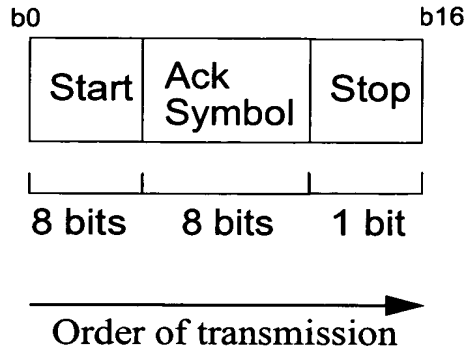 b0 b16
Start Ack Symbol Stop
8 bits 8 bits 1 bit
Order of transmission